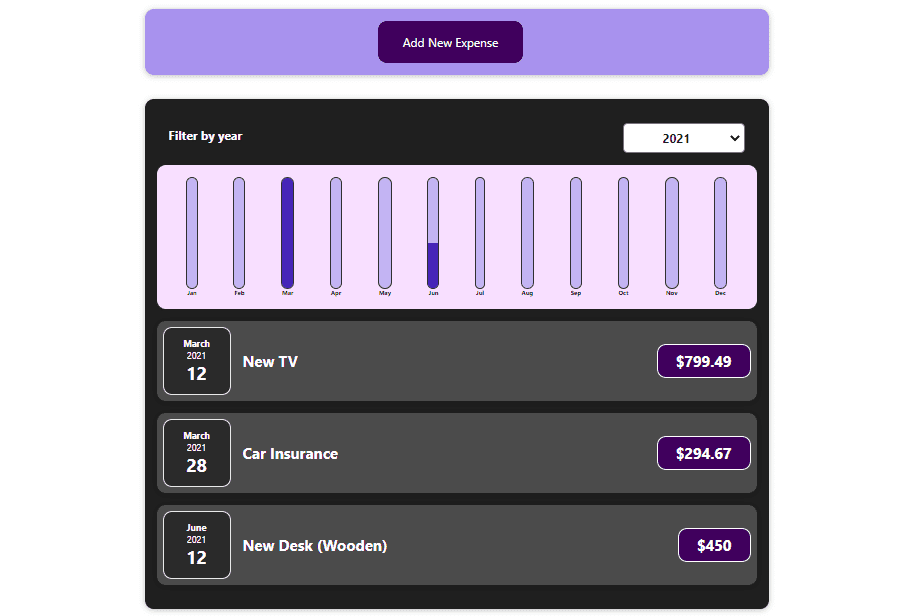 Add New Expense
Filter by year
2021
Jan Feb Mar Apr May Jun Jul Aug Sep Oct Nov Dec
March
2021
12
New TV
$799.49
March
2021
28
Car Insurance
$294.67
June
2021
12
New Desk (Wooden)
$450